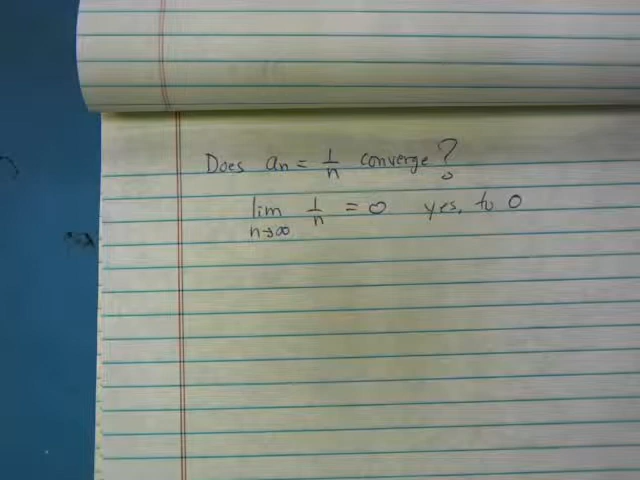 Does an = 1/n converge?
lim n→∞ 1/n = 0 yes, to 0